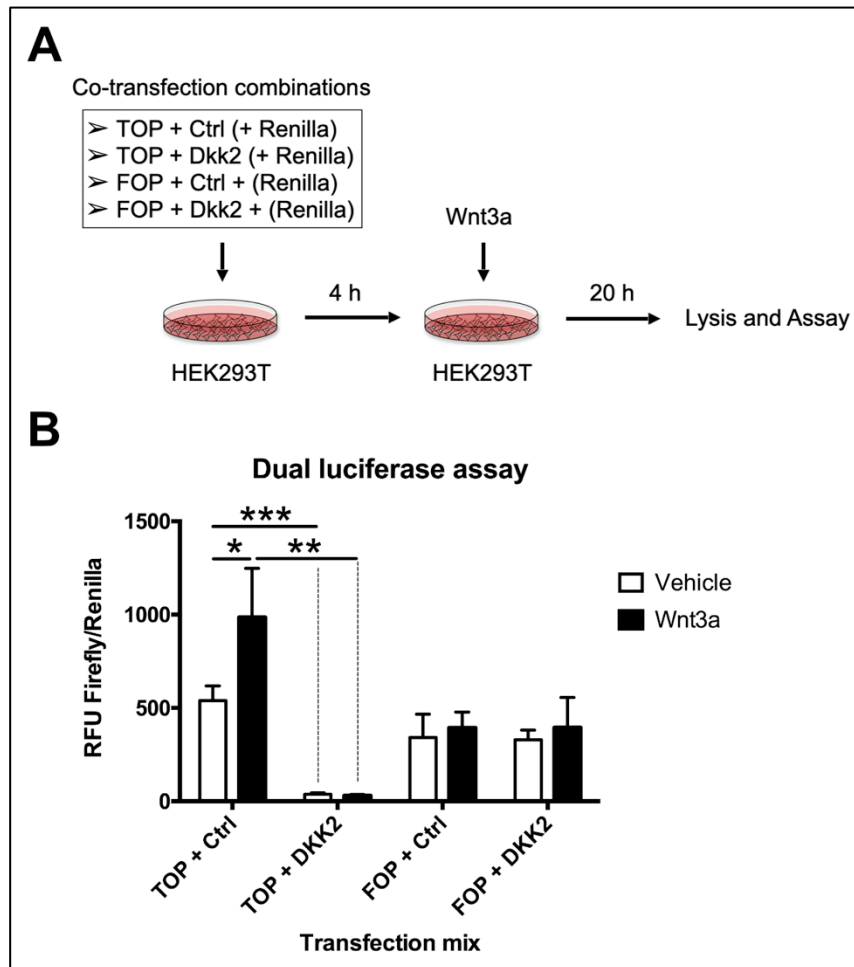 A
Co-transfection combinations
➢ TOP + Ctrl (+ Renilla)
➢ TOP + Dkk2 (+ Renilla)
➢ FOP + Ctrl + (Renilla)
➢ FOP + Dkk2 + (Renilla)
Wnt3a
4 h
20 h
Lysis and Assay
HEK293T
HEK293T
B
Dual luciferase assay
1500
1000
500
0
RFU Firefly/Renilla
***
*
**
Vehicle
Wnt3a
TOP + Ctrl
TOP + DKK2
FOP + Ctrl
FOP + DKK2
Transfection mix